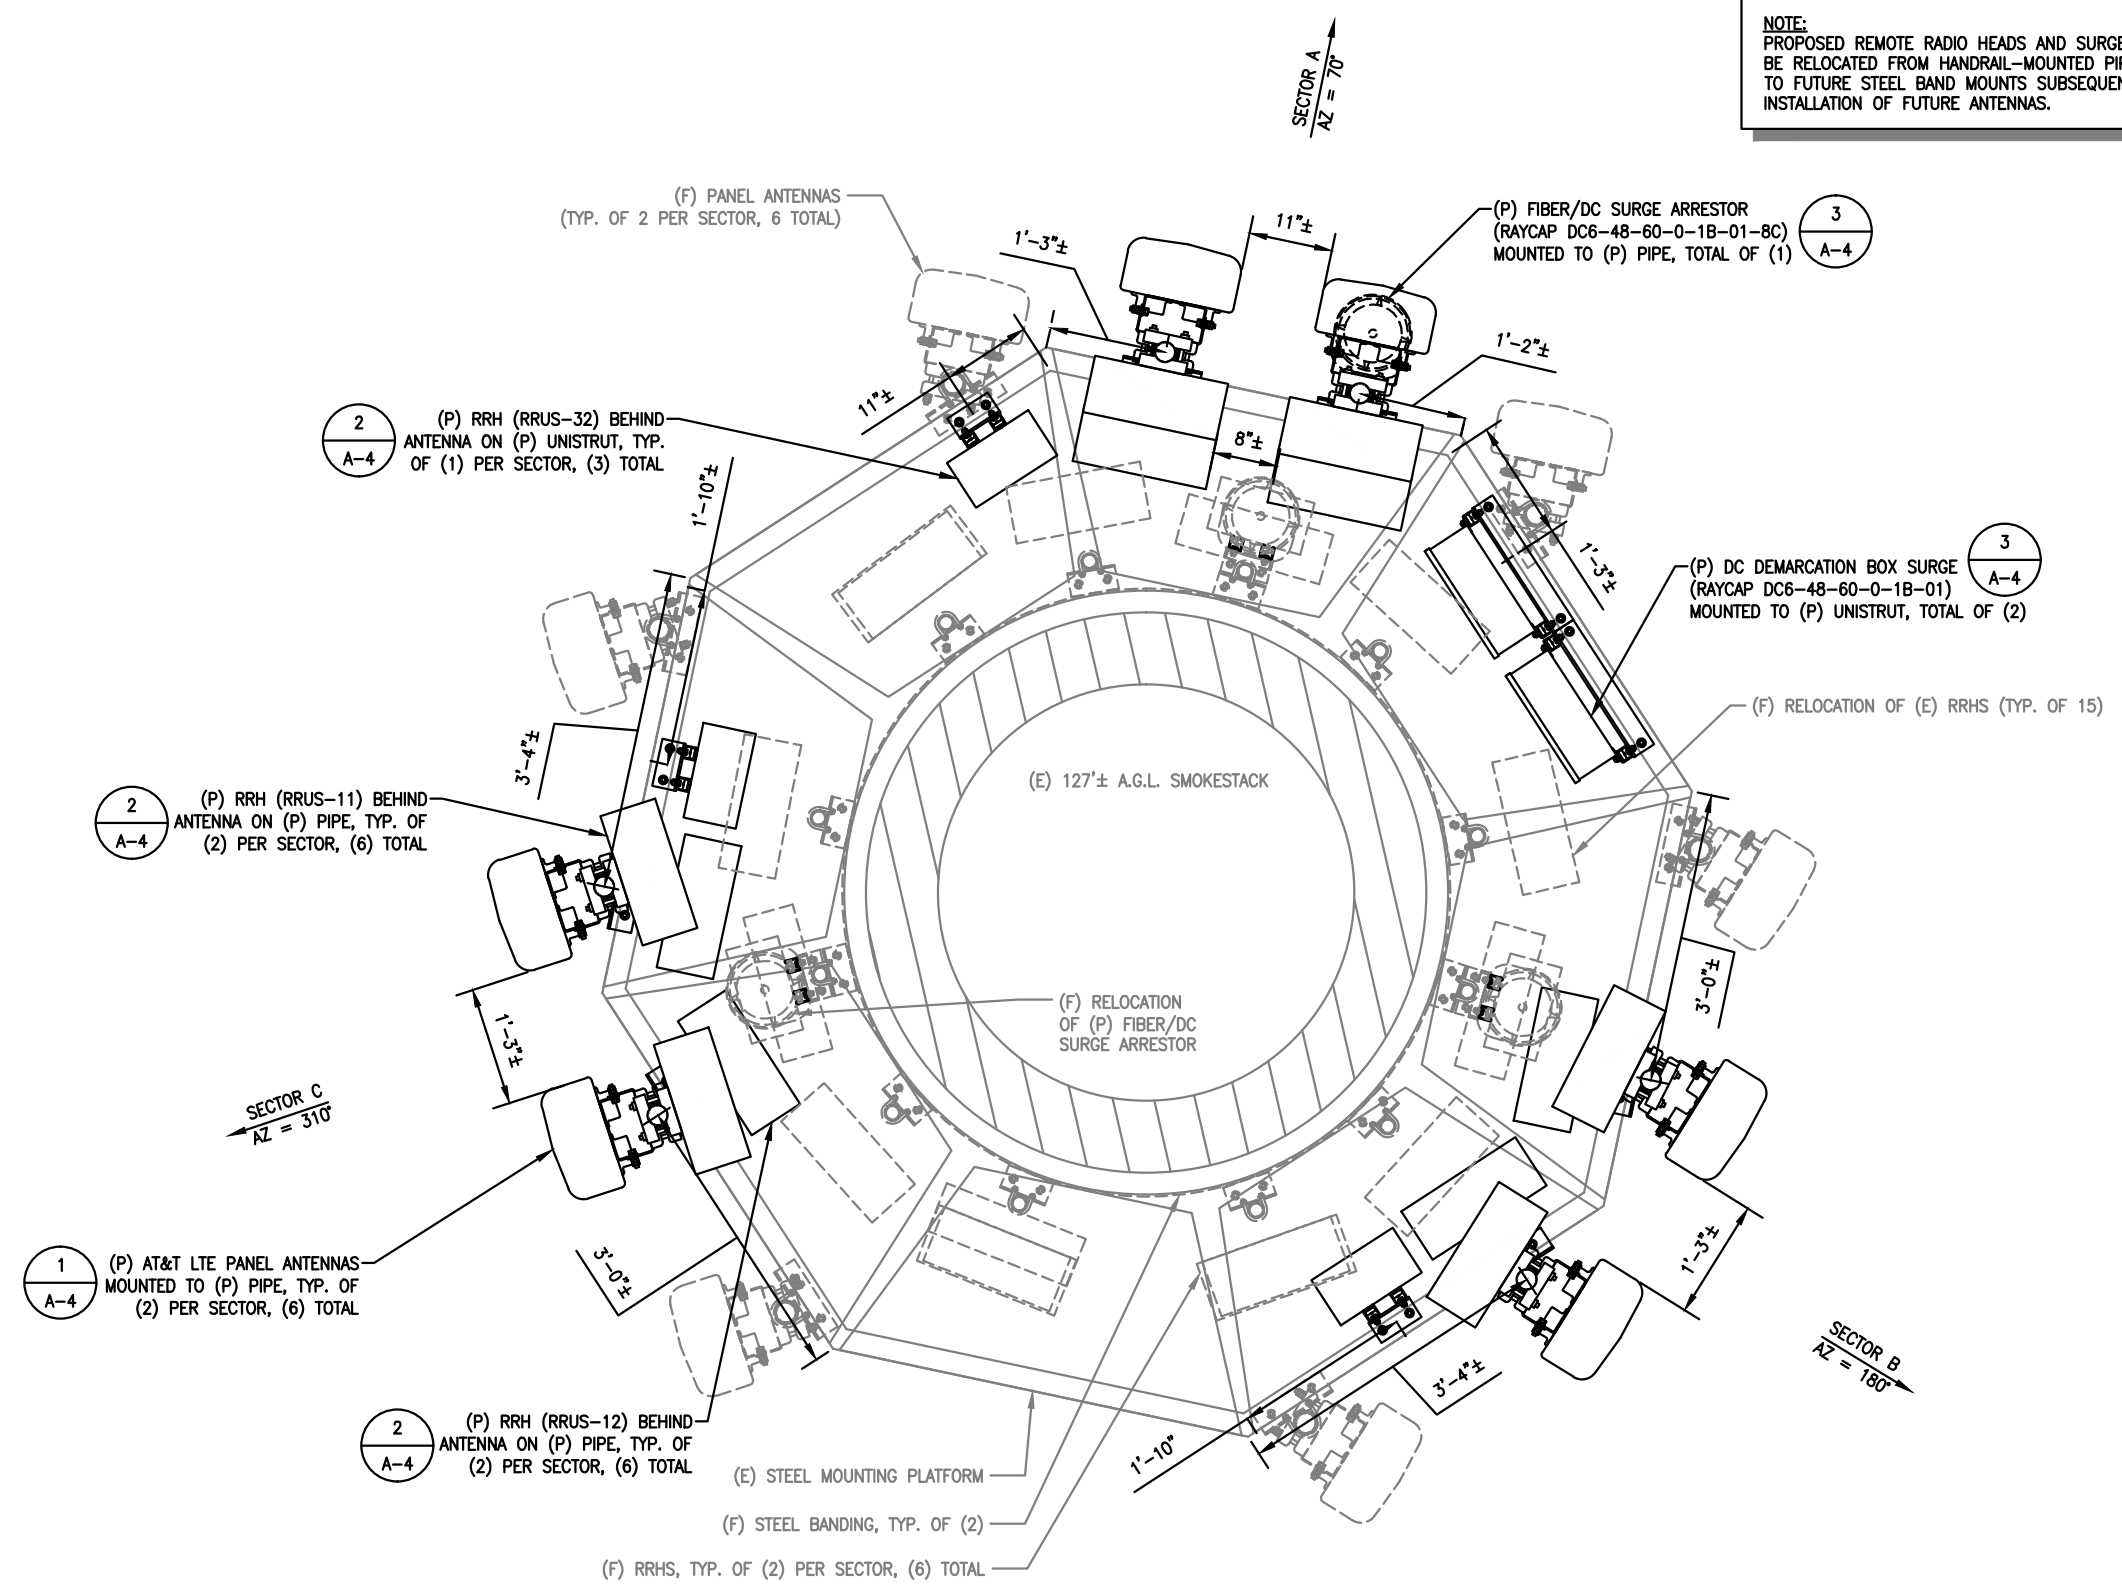 NOTE:
PROPOSED REMOTE RADIO HEADS AND SURGE
BE RELOCATED FROM HANDRAIL-MOUNTED
TO FUTURE STEEL BAND MOUNTS
INSTALLATION OF FUTURE ANTENNAS.
SECTOR A
AZ = 70°
(F) PANEL ANTENNAS
(TYP. OF 2 PER SECTOR, 6 TOTAL)
1'-3"±
11"±
(P) FIBER/DC SURGE ARRESTOR
(RAYCAP DC6-48-60-0-1B-01-8C)
MOUNTED TO (P) PIPE, TOTAL OF (1)
3
A-4
1'-2"±
11"±
2
A-4
(P) RRH (RRUS-32) BEHIND
ANTENNA ON (P) UNISTRUT, TYP.
OF (1) PER SECTOR, (3) TOTAL
8"±
1'-10"±
1'-3"±
(P) DC DEMARCATION BOX SURGE
(RAYCAP DC6-48-60-0-1B-01)
MOUNTED TO (P) UNISTRUT, TOTAL OF (2)
3
A-4
(F) RELOCATION OF (E) RRHS (TYP. OF 15)
3'-4"±
(E) 127'± A.G.L. SMOKESTACK
2
A-4
(P) RRH (RRUS-11) BEHIND
ANTENNA ON (P) PIPE, TYP. OF
(2) PER SECTOR, (6) TOTAL
3'-0"±
(F) RELOCATION
OF (P) FIBER/DC
SURGE ARRESTOR
1'-3"±
SECTOR C
AZ = 310°
1
A-4
(P) AT&T LTE PANEL ANTENNAS
MOUNTED TO (P) PIPE, TYP. OF
(2) PER SECTOR, (6) TOTAL
3'-0"±
1'-3"±
SECTOR B
AZ = 180°
3'-4"±
1'-10"
2
A-4
(P) RRH (RRUS-12) BEHIND
ANTENNA ON (P) PIPE, TYP. OF
(2) PER SECTOR, (6) TOTAL
(E) STEEL MOUNTING PLATFORM
(F) STEEL BANDING, TYP. OF (2)
(F) RRHS, TYP. OF (2) PER SECTOR, (6) TOTAL